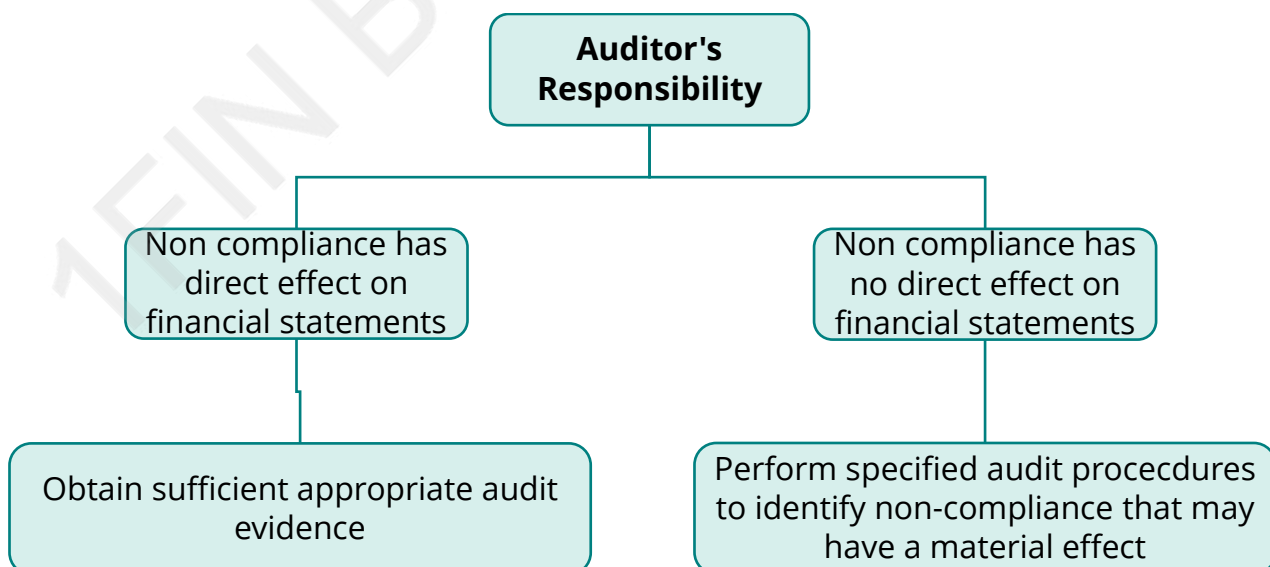 Auditor's
Responsibility
Non compliance has
direct effect on
financial statements
Non compliance has
no direct effect on
financial statements
Obtain sufficient appropriate audit
evidence
Perform specified audit procecdures
to identify non-compliance that may
have a material effect
1FIN B